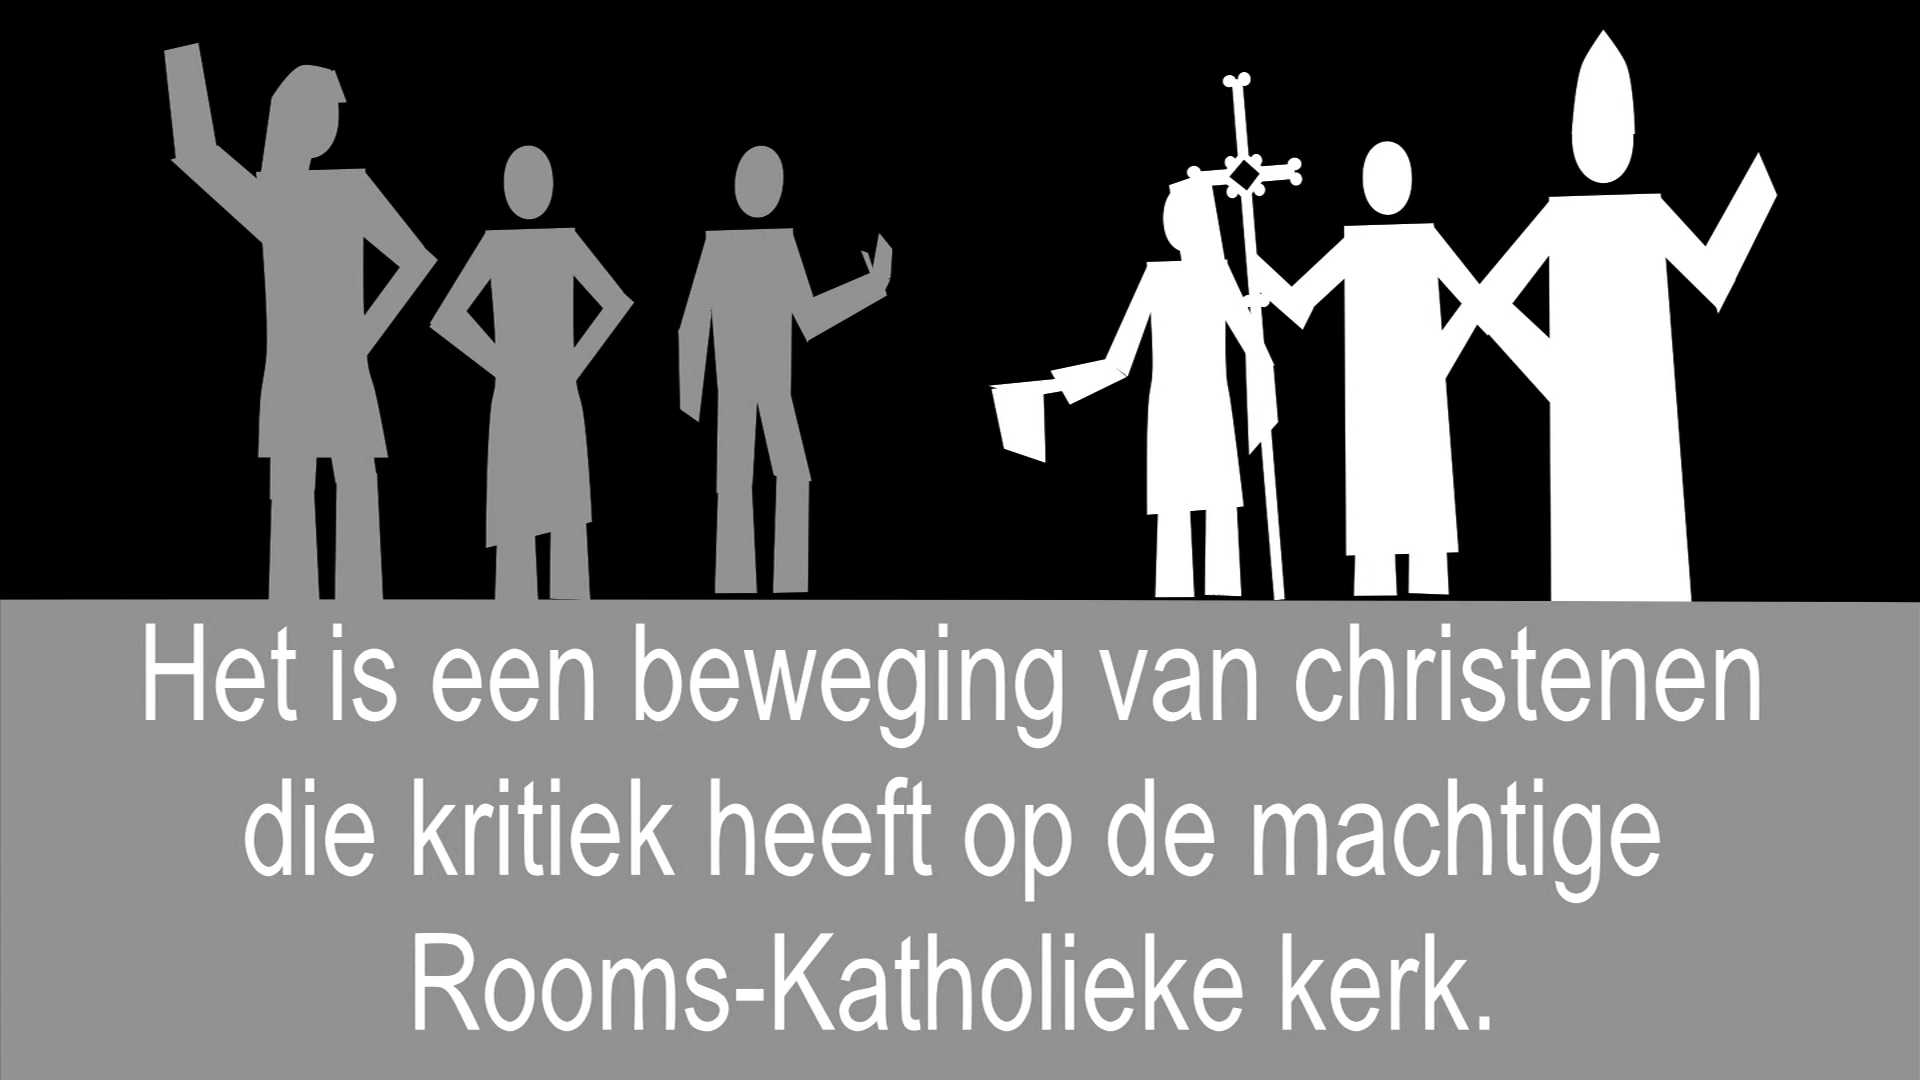 Het is een beweging van christenen
die kritiek heeft op de machtige
Rooms-Katholieke kerk.